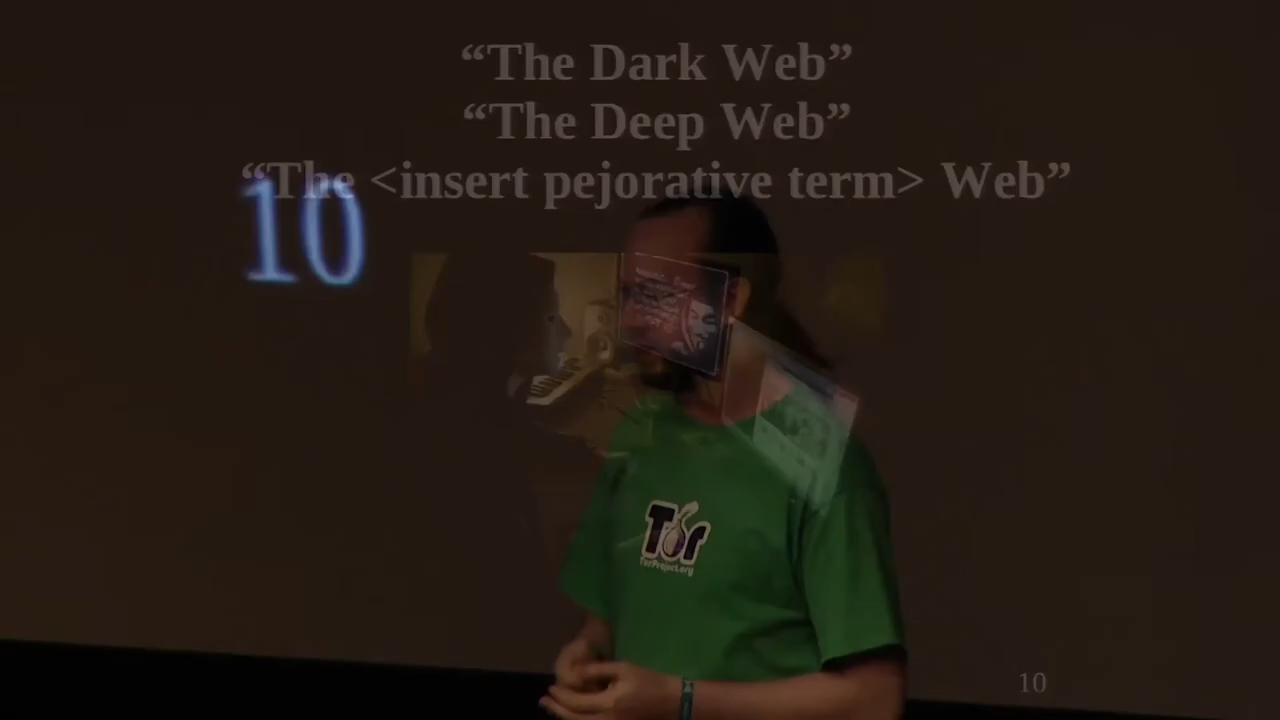 “The Dark Web”
“The Deep Web”
“The <insert pejorative term> Web”
10
Tor
TorProject.org
10